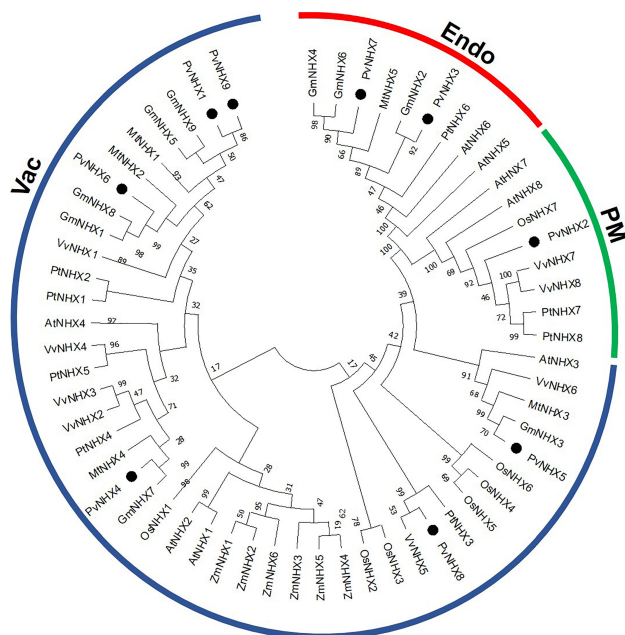 Endo
PM
Vac
GmNHX4
GmNHX6
PvNHX7
MtNHX5
GmNHX2
PvNHX3
PtNHX6
AtNHX6
AtNHX5
AtHNX7
AtNHX8
OsNHX7
PvNHX2
VvNHX7
VvNHX8
PtNHX7
PtNHX8
AtNHX3
VvNHX6
MtNHX3
GmNHX3
PvNHX5
OsNHX6
OsNHX4
OsNHX5
PtNHX3
PvNHX8
VvNHX5
OsNHX3
OsNHX2
ZmNHX4
ZmNHX5
ZmNHX3
ZmNHX6
ZmNHX2
ZmNHX1
AtNHX1
AtNHX2
OsNHX1
GmNHX7
PvNHX4
MtNHX4
PtNHX4
VvNHX2
VvNHX3
PtNHX5
VvNHX4
AtNHX4
PtNHX1
PtNHX2
VvNHX1
GmNHX1
GmNHX8
PvNHX6
MtNHX2
MtNHX1
GmNHX5
GmNHX9
PvNHX1
PvNHX9
98
90
66
92
89
47
46
100
100
100
69
92
100
46
72
99
39
42
91
68
99
70
45
17
99
69
99
53
78
62
19
47
31
95
50
99
28
98
99
28
71
47
99
96
32
97
17
32
35
27
89
98
99
62
93
47
50
86